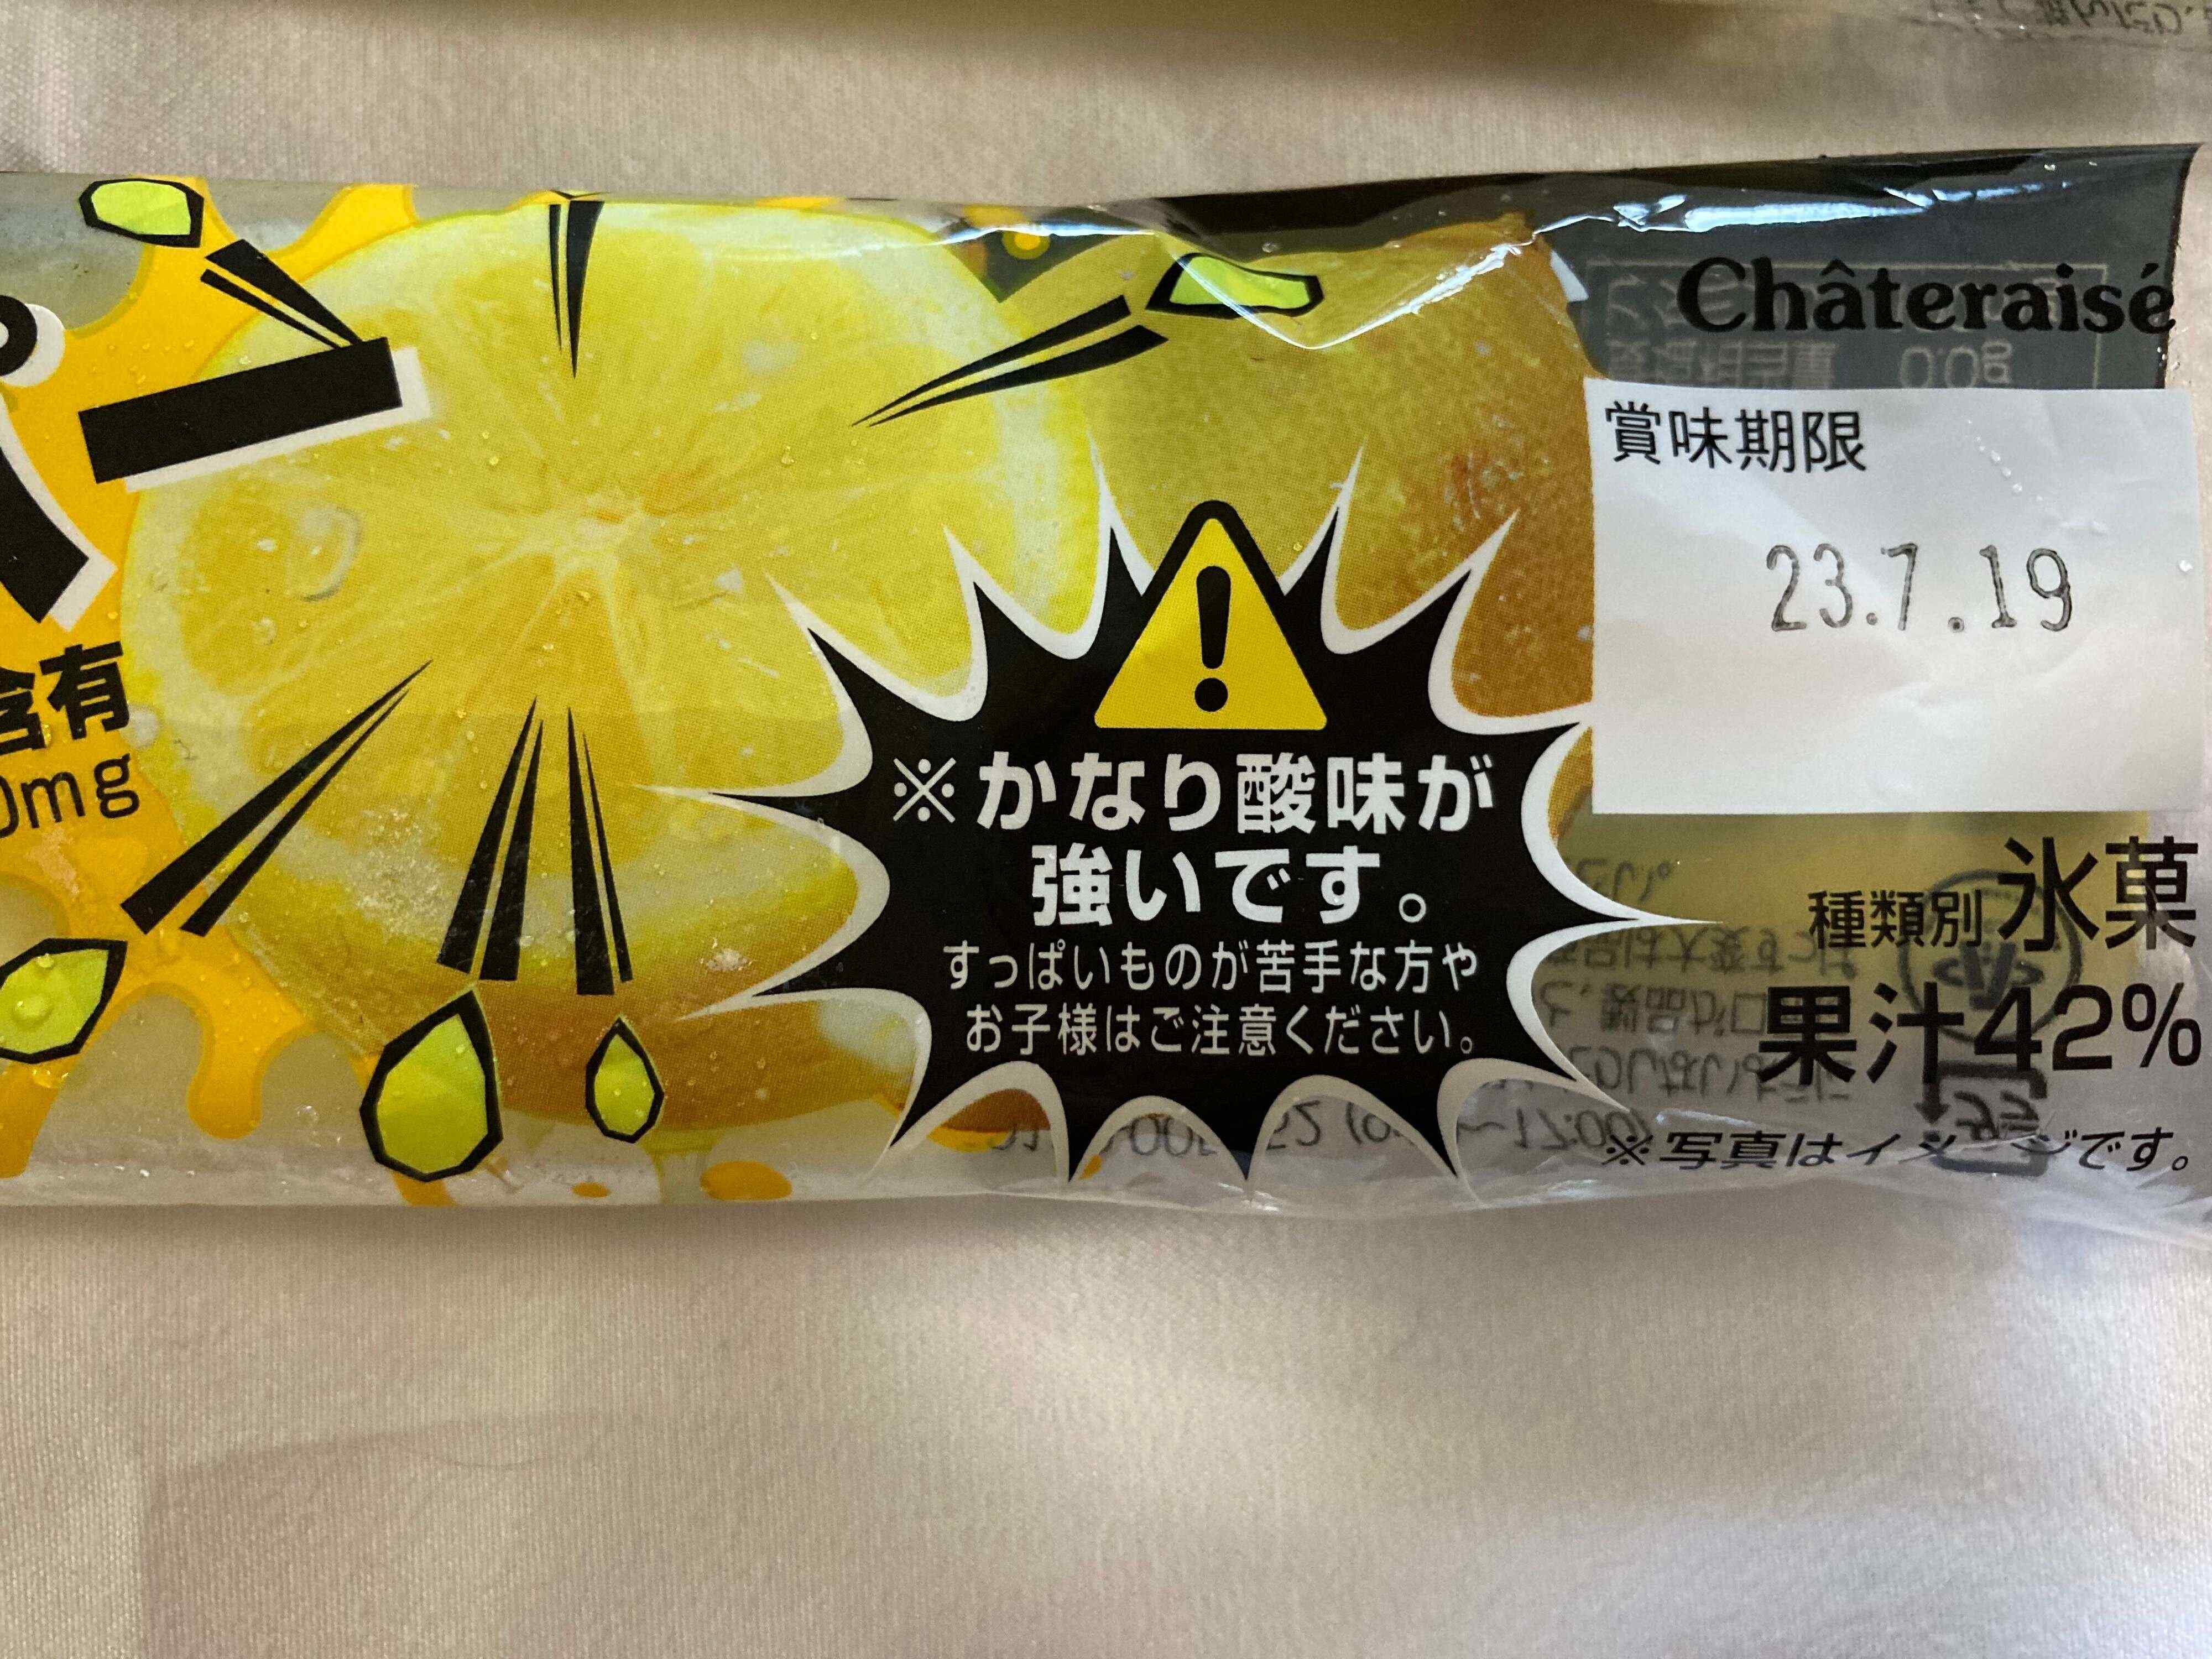 Châteraisé
賞味期限
23.7.19
含有
0mg
※かなり酸味が
強いです。
すっぱいものが苦手な方や
お子様はご注意ください。
種類別 氷菓
果汁42%
※写真はイメージです。